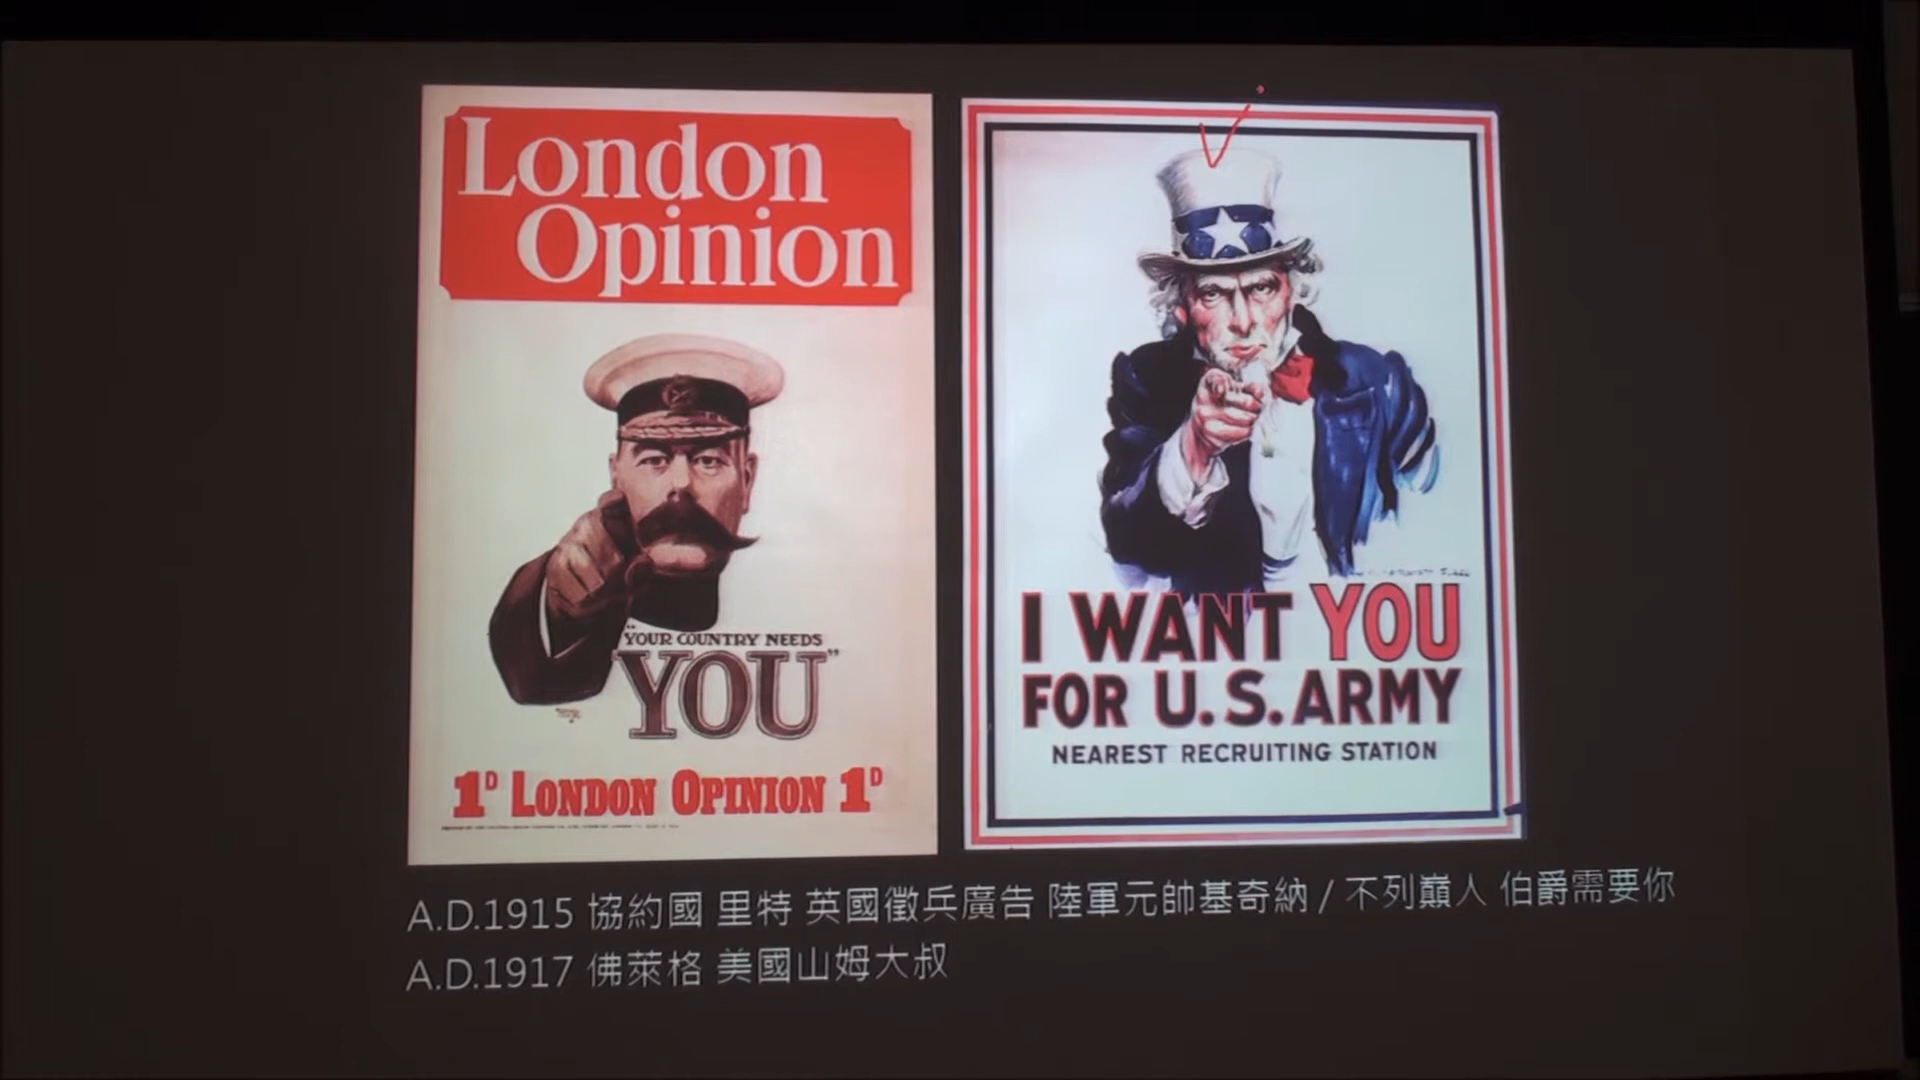 London
Opinion
"YOUR COUNTRY NEEDS
YOU"
1D LONDON OPINION 1D
I WANT YOU
FOR U.S. ARMY
NEAREST RECRUITING STATION
A.D.1915 協約國 里特 英國徵兵廣告 陸軍元帥基奇納 / 不列巔人 伯爵需要你
A.D.1917 佛萊格 美國山姆大叔